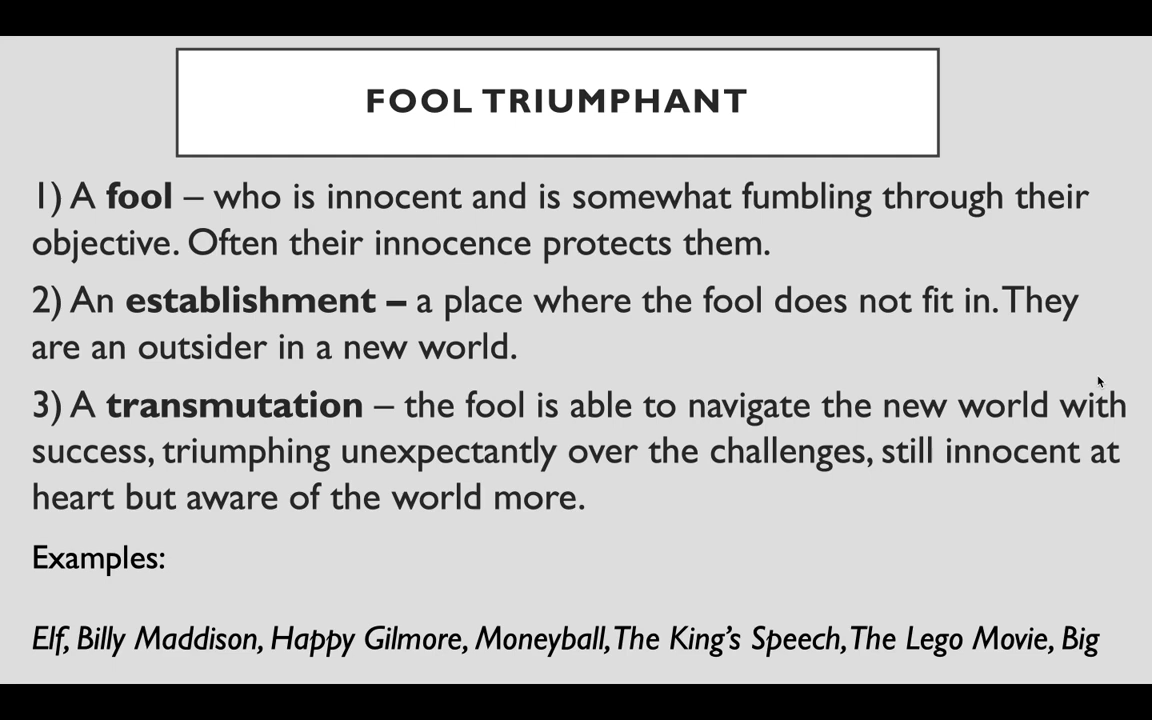 FOOL TRIUMPHANT
1) A fool – who is innocent and is somewhat fumbling through their
objective. Often their innocence protects them.
2) An establishment – a place where the fool does not fit in. They
are an outsider in a new world.
3) A transmutation – the fool is able to navigate the new world with
success, triumphing unexpectantly over the challenges, still innocent at
heart but aware of the world more.
Examples:
Elf, Billy Maddison, Happy Gilmore, Moneyball, The King's Speech, The Lego Movie, Big